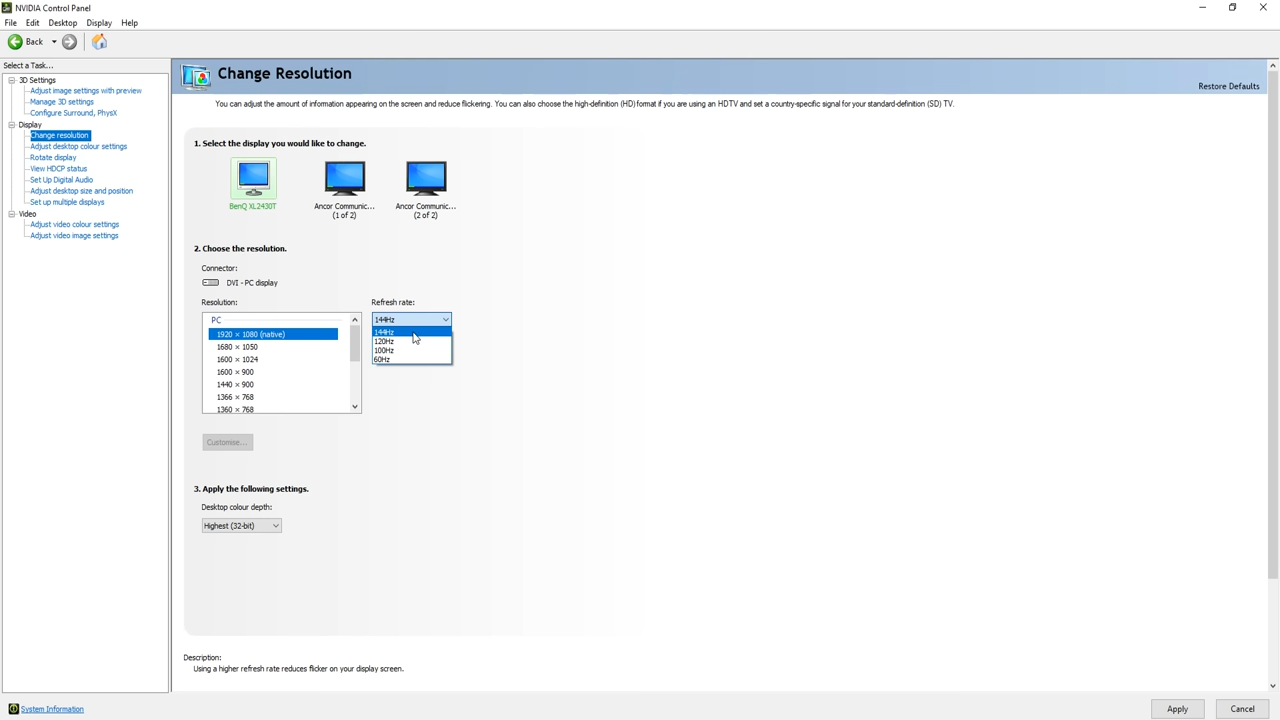 NVIDIA Control Panel
File Edit Desktop Display Help
Back
Select a Task...
3D Settings
Adjust image settings with preview
Manage 3D settings
Configure Surround, PhysX
Display
Change resolution
Adjust desktop colour settings
Rotate display
View HDCP status
Set Up Digital Audio
Adjust desktop size and position
Set up multiple displays
Video
Adjust video colour settings
Adjust video image settings
Change Resolution
Restore Defaults
You can adjust the amount of information appearing on the screen and reduce flickering. You can also choose the high-definition (HD) format if you are using an HDTV and set a country-specific signal for your standard-definition (SD) TV.
1. Select the display you would like to change.
BenQ XL2430T
Ancor Communic...
(1 of 2)
Ancor Communic...
(2 of 2)
2. Choose the resolution.
Connector:
DVI - PC display
Resolution:
PC
1920 × 1080 (native)
1680 × 1050
1600 × 1024
1600 × 900
1440 × 900
1366 × 768
1360 × 768
Refresh rate:
144Hz
144Hz
120Hz
100Hz
60Hz
Customise...
3. Apply the following settings.
Desktop colour depth:
Highest (32-bit)
Description:
Using a higher refresh rate reduces flicker on your display screen.
System Information
Apply
Cancel